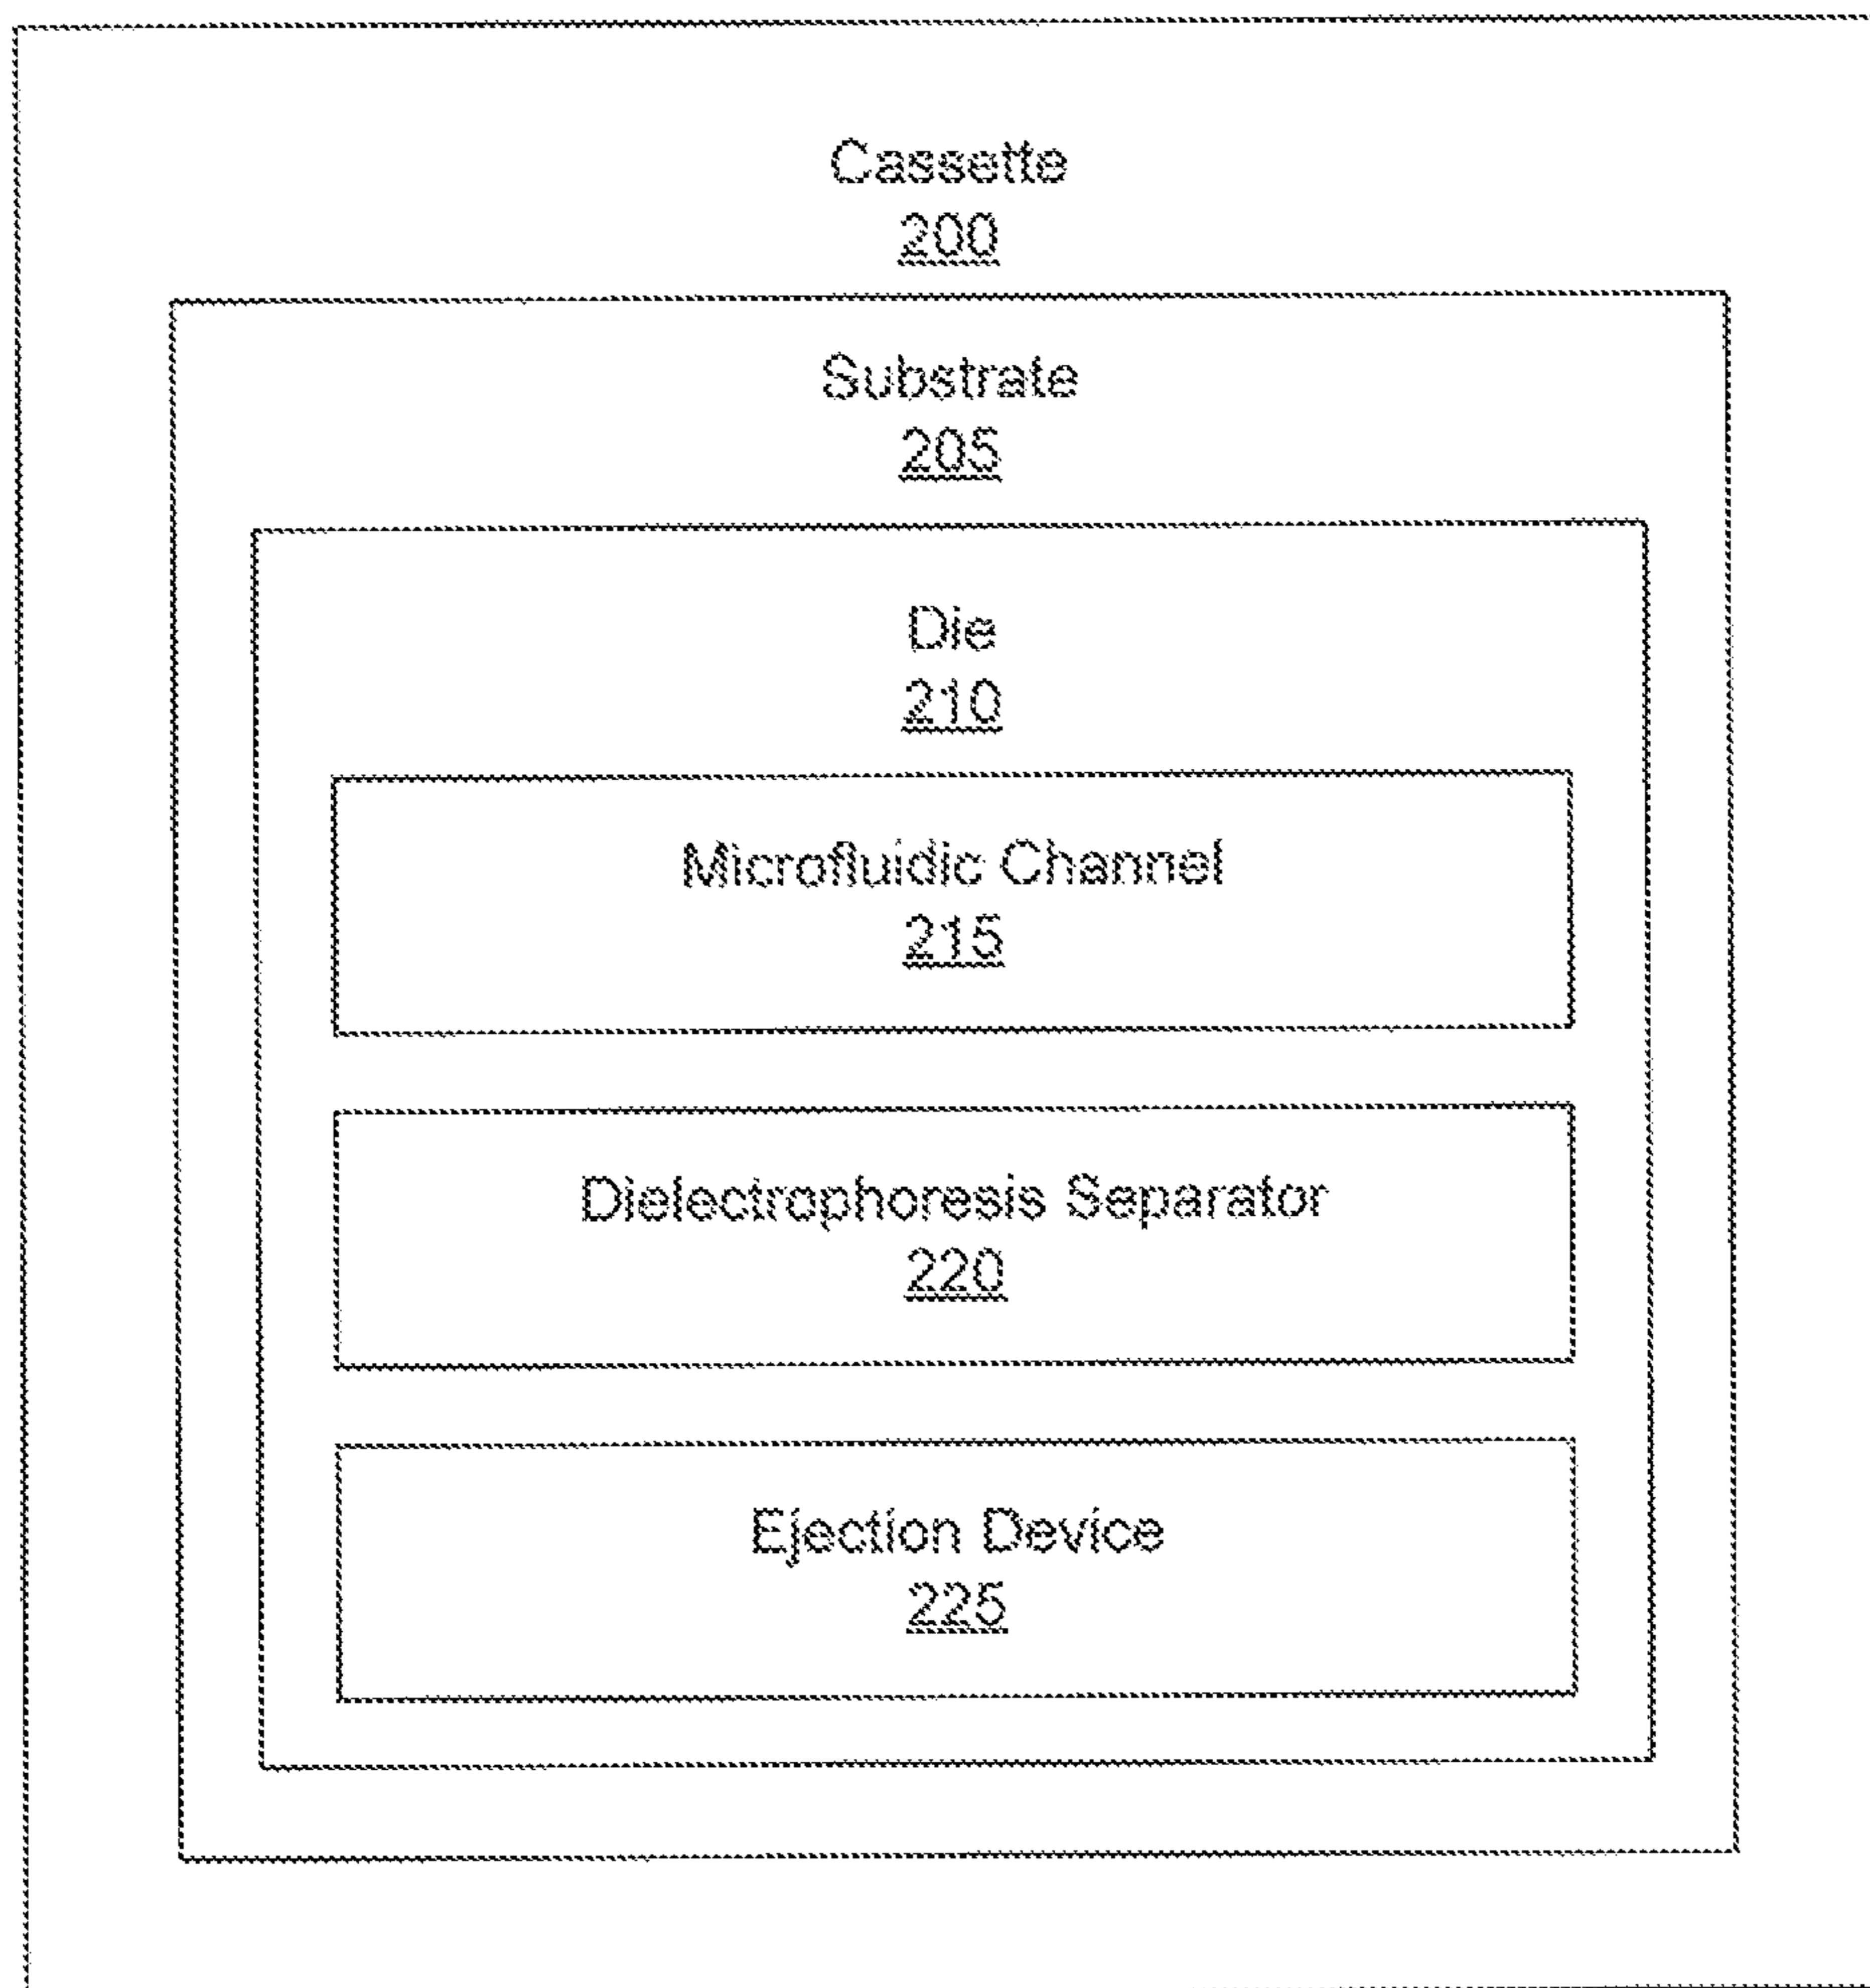 Cassette
200
Substrate
205
Die
210
Microfluidic Channel
215
Dielectrophoresis Separator
220
Ejection Device
225